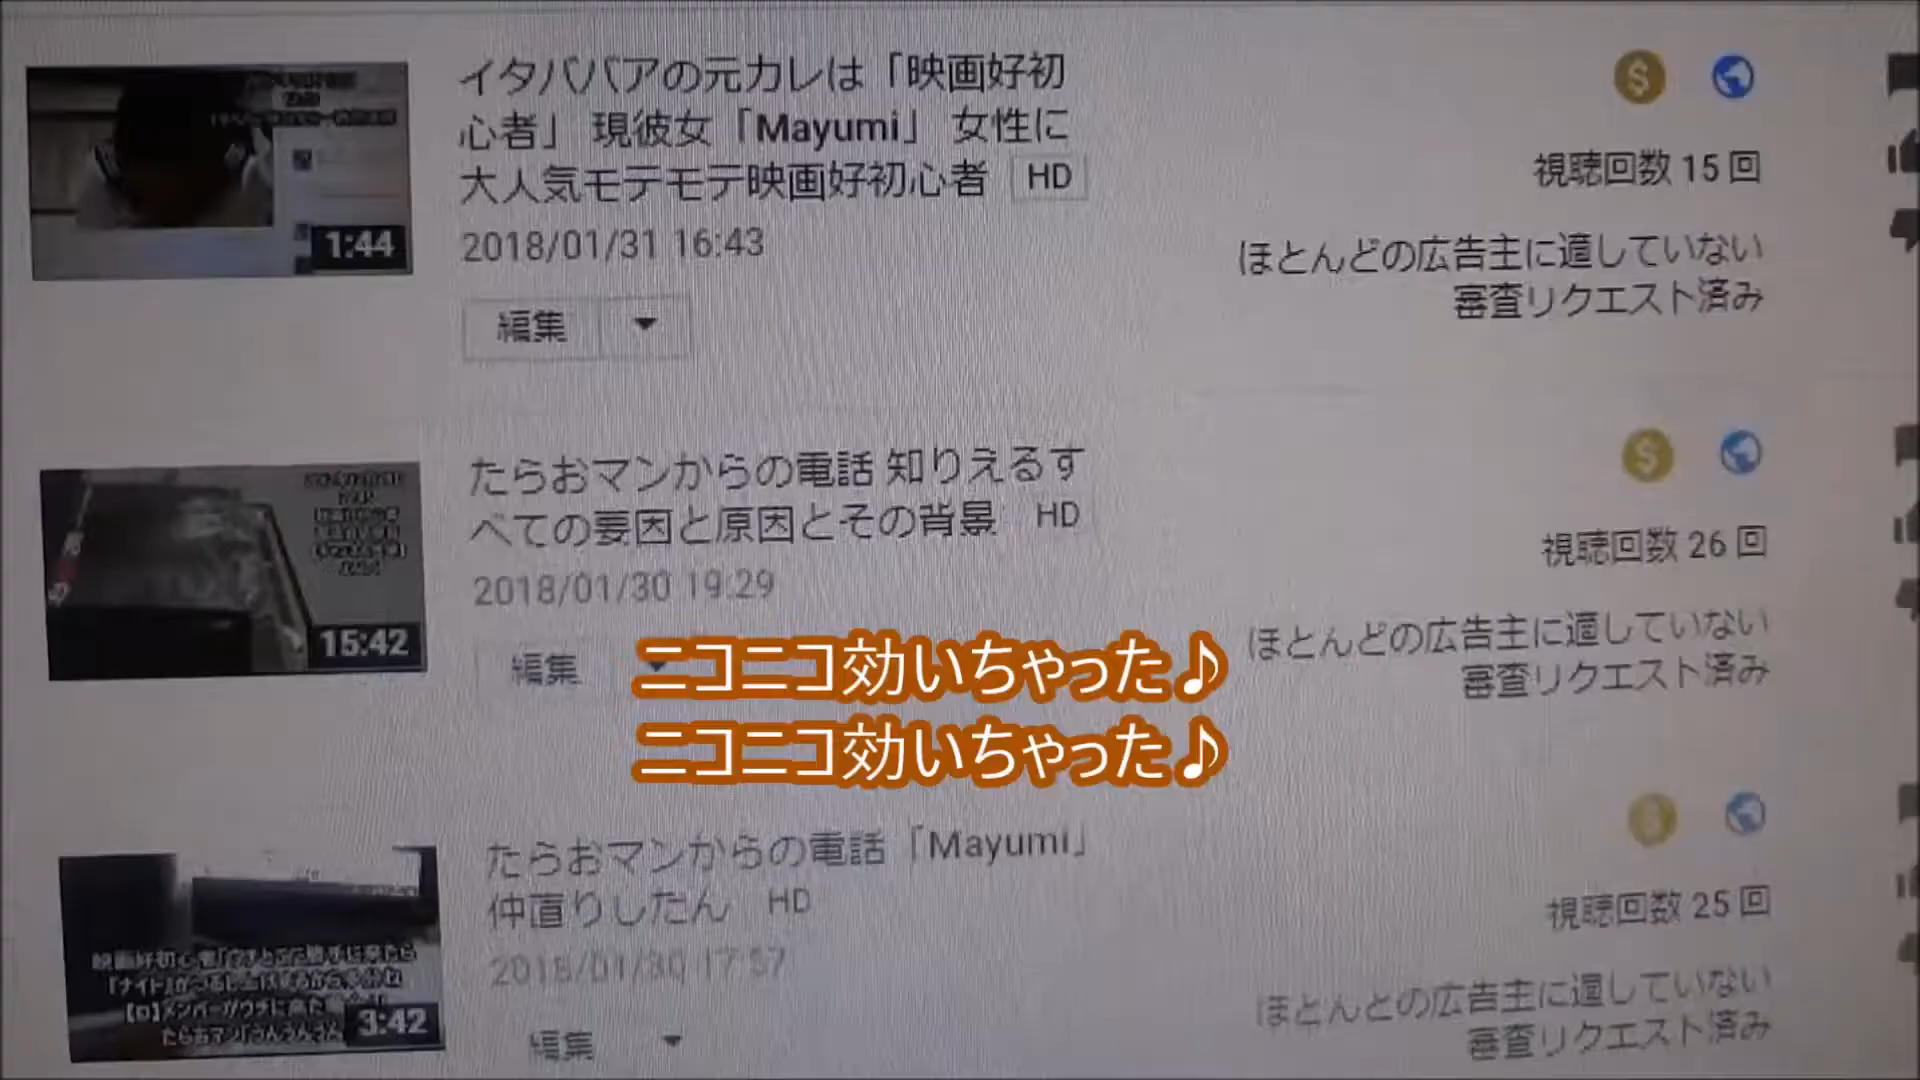 イタババアの元カレは「映画好初
心者」 現彼女「Mayumi」 女性に
大人気モテモテ映画好初心者 HD
2018/01/31 16:43
1:44
編集
視聴回数 15 回
ほとんどの広告主に適していない
審査リクエスト済み
たらおマンからの電話 知りえるす
べての要因と原因とその背景 HD
2018/01/30 19:29
15:42
編集
視聴回数 26 回
ほとんどの広告主に適していない
審査リクエスト済み
ニコニコ効いちゃった♪
ニコニコ効いちゃった♪
たらおマンからの電話「Mayumi」
仲直りしたん HD
2018/01/30 17:57
3:42
編集
視聴回数 25 回
ほとんどの広告主に適していない
審査リクエスト済み